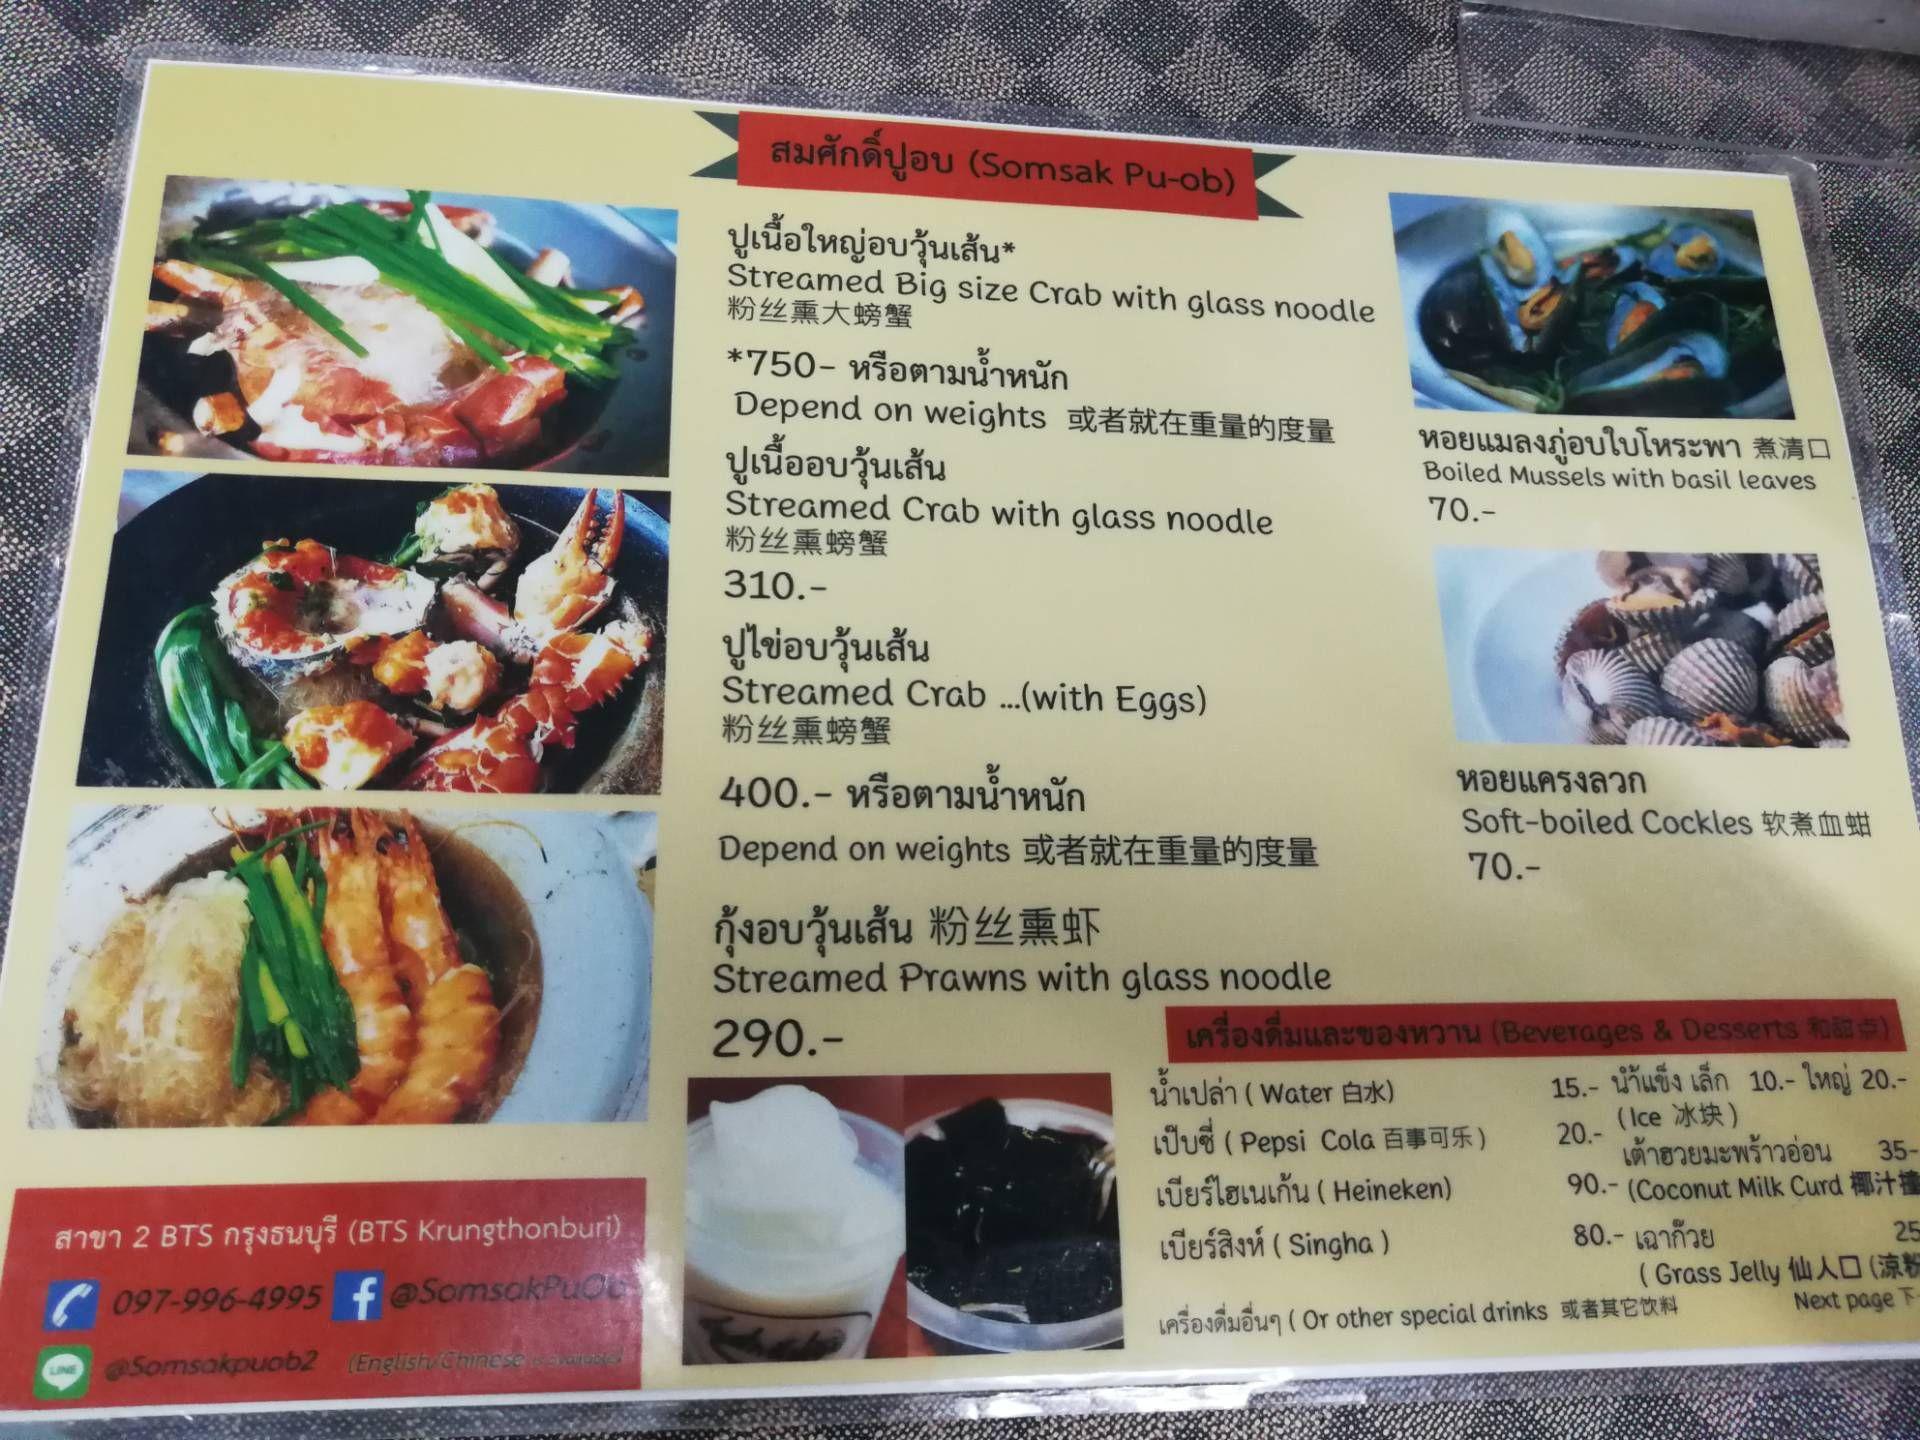 สมศักดิ์ปูอบ (Somsak Pu-ob)
ปูเนื้อใหญ่อบวุ้นเส้น*
Streamed Big size Crab with glass noodle
粉丝熏大螃蟹
*750- หรือตามน้ำหนัก
Depend on weights 或者就在重量的度量
ปูเนื้ออบวุ้นเส้น
Streamed Crab with glass noodle
粉丝熏螃蟹
310.-
ปูไข่อบวุ้นเส้น
Streamed Crab ...(with Eggs)
粉丝熏螃蟹
400.- หรือตามน้ำหนัก
Depend on weights 或者就在重量的度量
กุ้งอบวุ้นเส้น 粉丝熏虾
Streamed Prawns with glass noodle
290.-
หอยแมลงภู่อบใบโหระพา 煮清口
Boiled Mussels with basil leaves
70.-
หอยแครงลวก
Soft-boiled Cockles 软煮血蚶
70.-
เครื่องดื่มและของหวาน (Beverages & Desserts 和甜点)
น้ำเปล่า ( Water 白水) 15.-
เป๊บซี่ ( Pepsi Cola 百事可乐 ) 20.-
เบียร์ไฮเนเก้น ( Heineken) 90.-
เบียร์สิงห์ ( Singha ) 80.-
เครื่องดื่มอื่นๆ ( Or other special drinks 或者其它饮料
นำ้แข็ง เล็ก 10.- ใหญ่ 20.-
(Ice 冰块 )
เต้าฮวยมะพร้าวอ่อน 35-
(Coconut Milk Curd 椰汁撞
เฉาก๊วย 25
( Grass Jelly 仙人口 (凉粉
Next page 下
สาขา 2 BTS กรุงธนบุรี (BTS Krungthonburi)
097-996-4995 f @SomsakPuOb
LINE @Somsakpuob2 (English/Chinese is available)